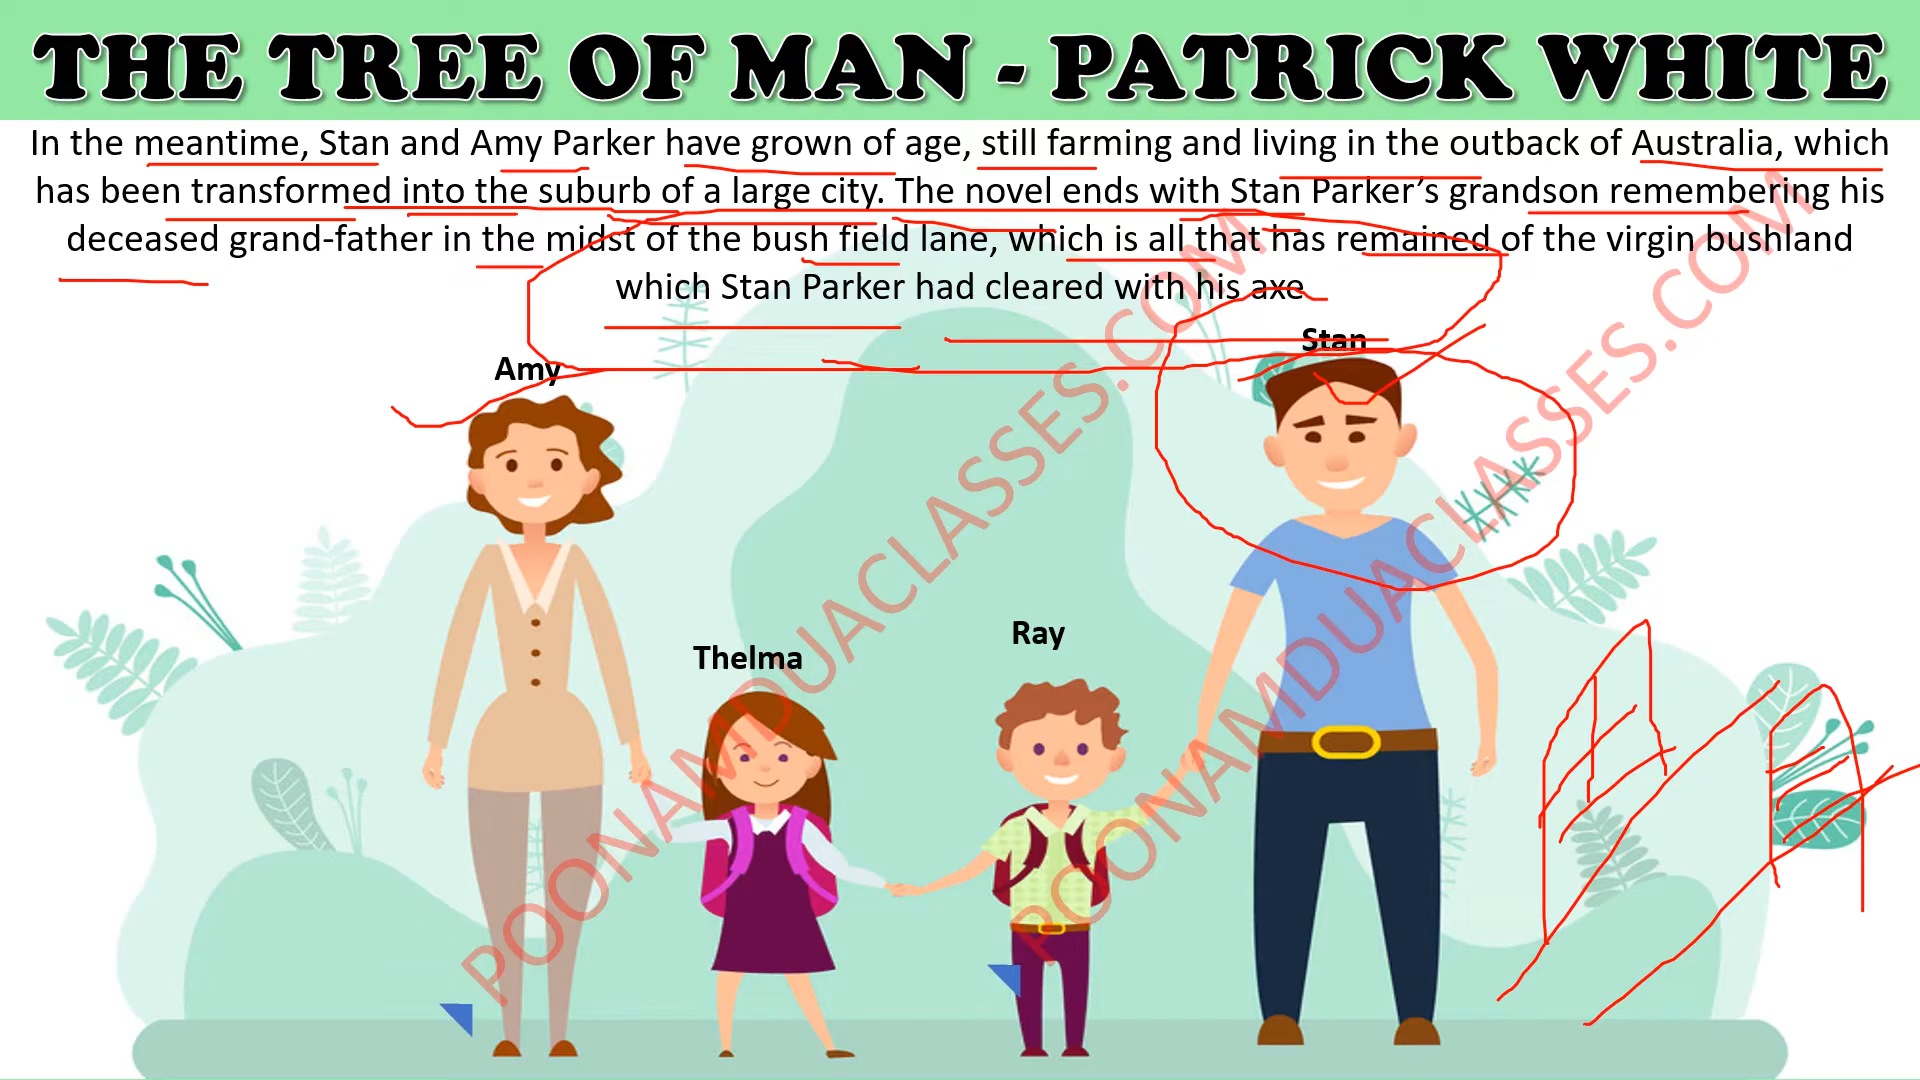 THE TREE OF MAN - PATRICK WHITE
In the meantime, Stan and Amy Parker have grown of age, still farming and living in the outback of Australia, which
has been transformed into the suburb of a large city. The novel ends with Stan Parker’s grandson remembering his
deceased grand-father in the midst of the bush field lane, which is all that has remained of the virgin bushland
which Stan Parker had cleared with his axe
Stan
Amy
Ray
Thelma
POONAMDUACLASSES.COM
POONAMDUACLASSES.COM